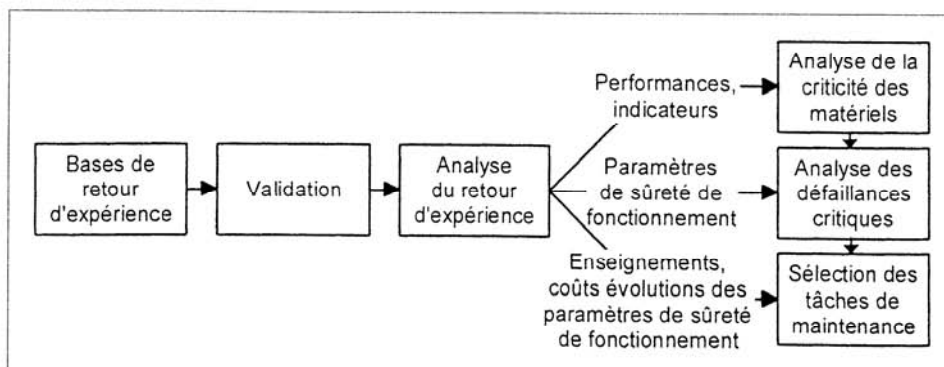 Bases de
retour
d'expérience
Validation
Analyse
du retour
d'expérience
Performances,
indicateurs
Paramètres
de sûreté de
fonctionnement
Enseignements,
coûts évolutions des
paramètres de sûreté
de fonctionnement
Analyse de la
criticité des
matériels
Analyse des
défaillances
critiques
Sélection des
tâches de
maintenance